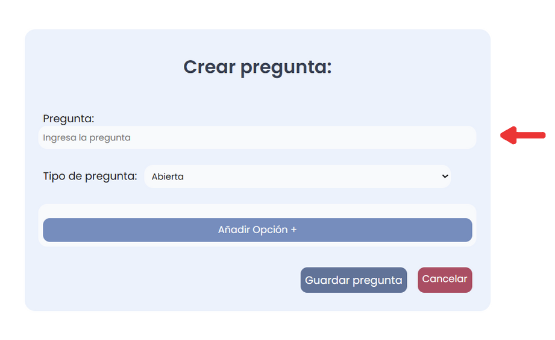 Crear pregunta:
Pregunta:
Ingresa la pregunta
Tipo de pregunta: Abierta
Añadir Opción +
Guardar pregunta Cancelar